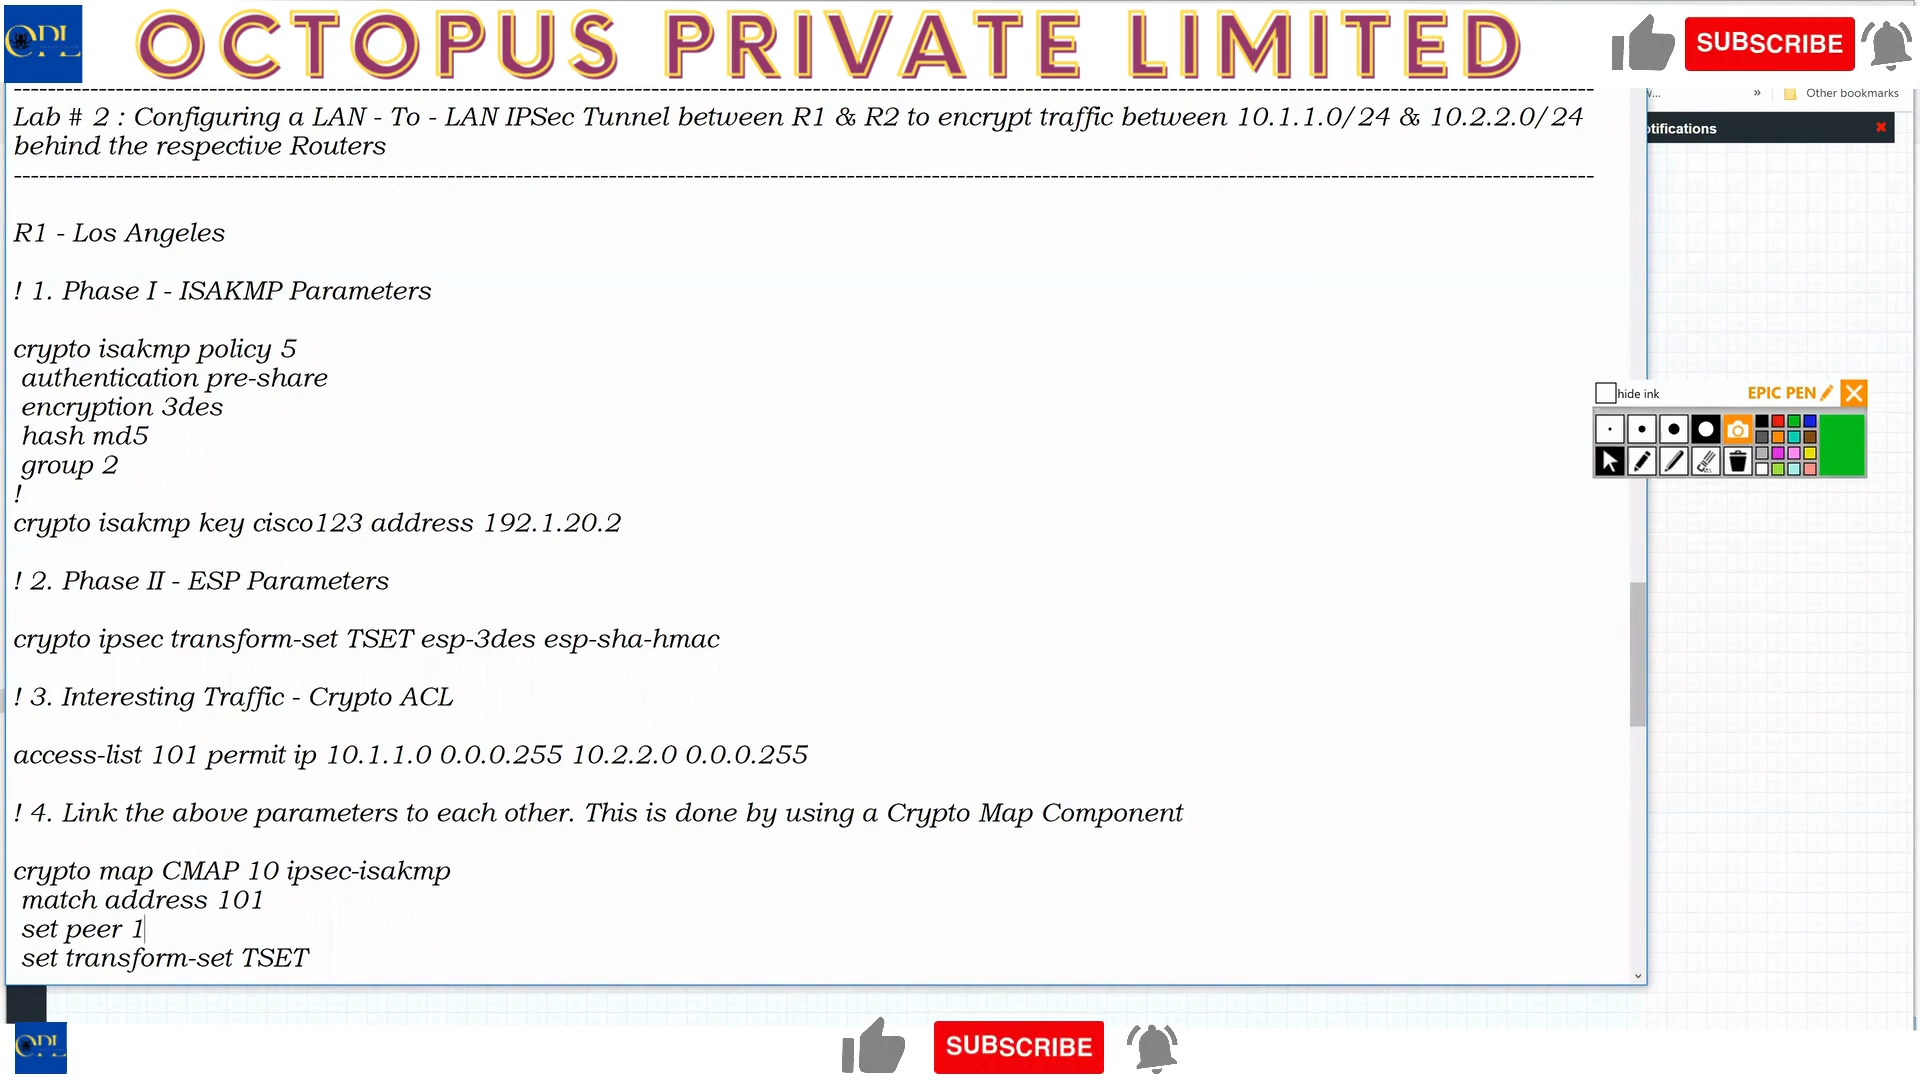 OPL
OCTOPUS PRIVATE LIMITED
SUBSCRIBE
--------------------------------------------------------------------------------
Lab # 2 : Configuring a LAN - To - LAN IPSec Tunnel between R1 & R2 to encrypt traffic between 10.1.1.0/24 & 10.2.2.0/24
behind the respective Routers
--------------------------------------------------------------------------------
» Other bookmarks
otifications
R1 - Los Angeles
! 1. Phase I - ISAKMP Parameters
crypto isakmp policy 5
authentication pre-share
encryption 3des
hash md5
group 2
!
crypto isakmp key cisco123 address 192.1.20.2
! 2. Phase II - ESP Parameters
crypto ipsec transform-set TSET esp-3des esp-sha-hmac
! 3. Interesting Traffic - Crypto ACL
access-list 101 permit ip 10.1.1.0 0.0.0.255 10.2.2.0 0.0.0.255
! 4. Link the above parameters to each other. This is done by using a Crypto Map Component
crypto map CMAP 10 ipsec-isakmp
match address 101
set peer 1
set transform-set TSET
hide ink EPIC PEN
OPL
SUBSCRIBE